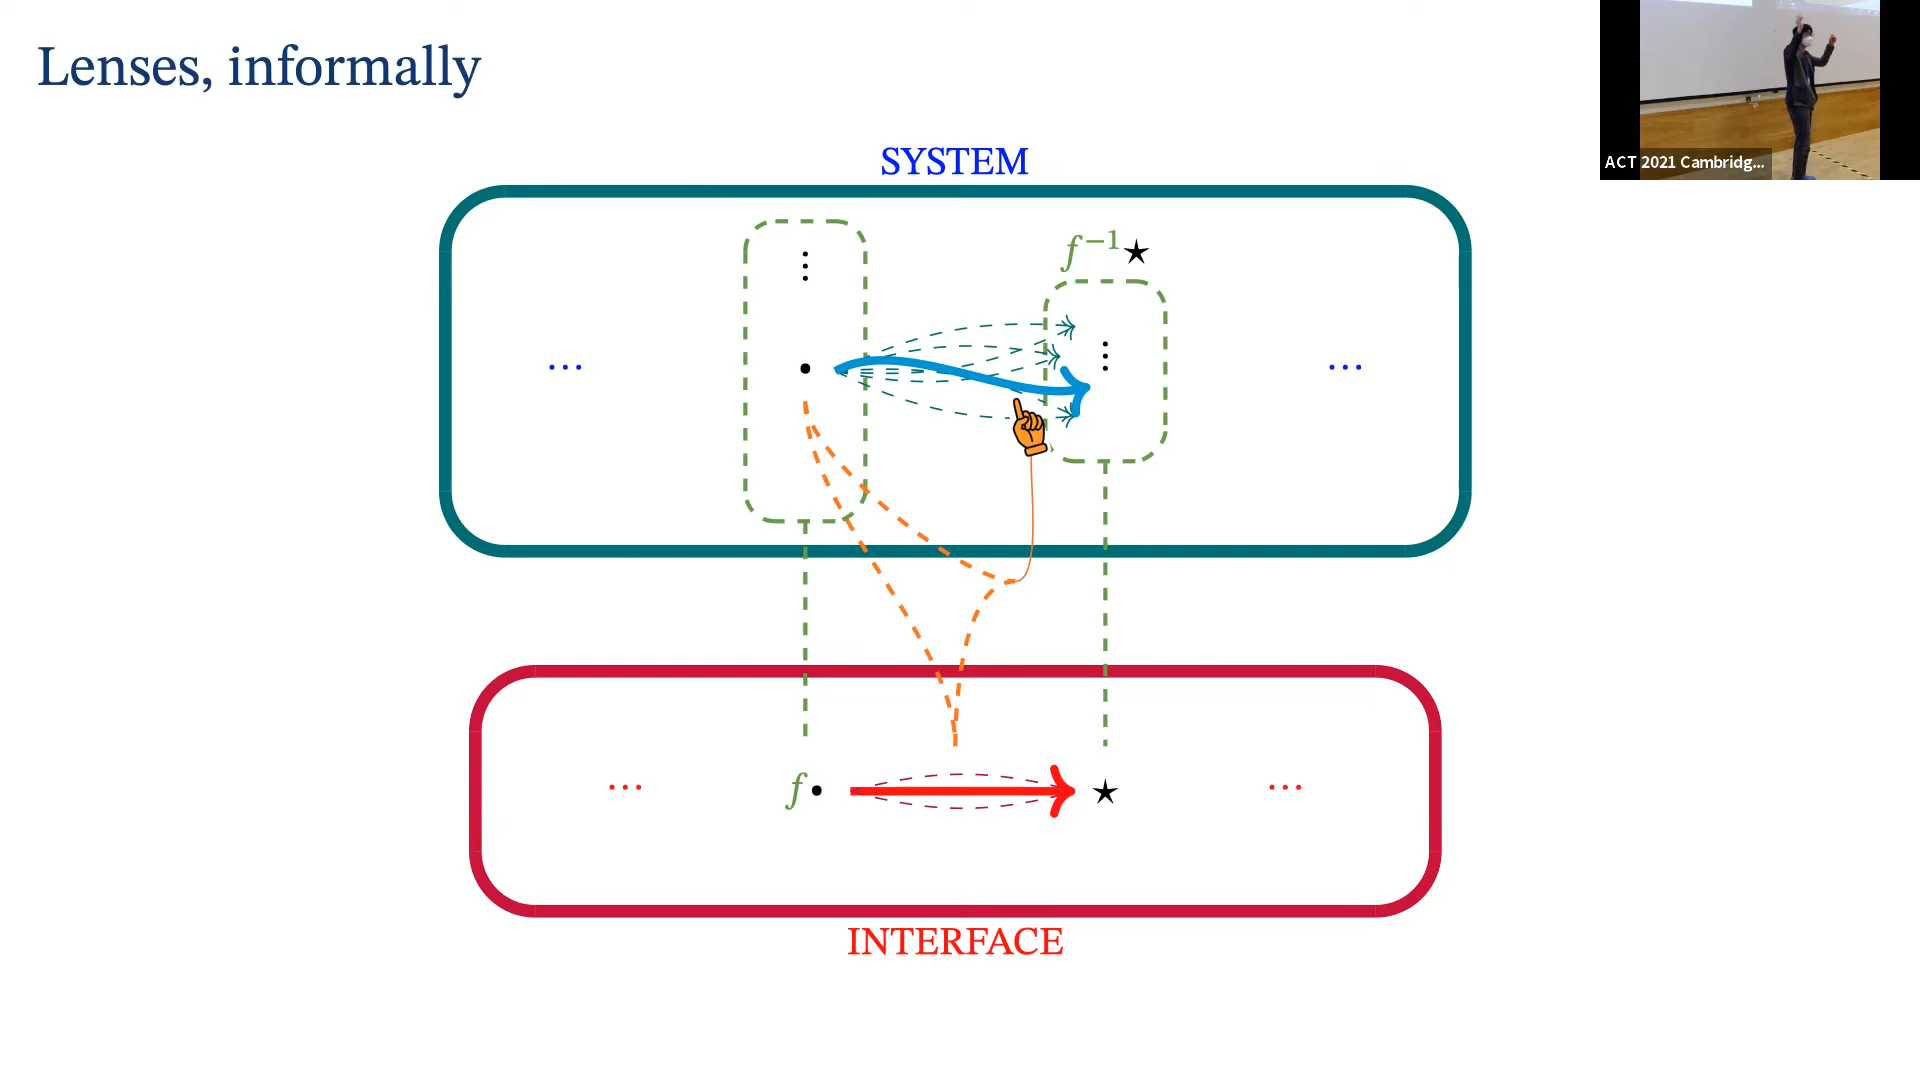 Lenses, informally
ACT 2021 Cambridg...
SYSTEM
f⁻¹★
...
...
f•
★
...
...
INTERFACE